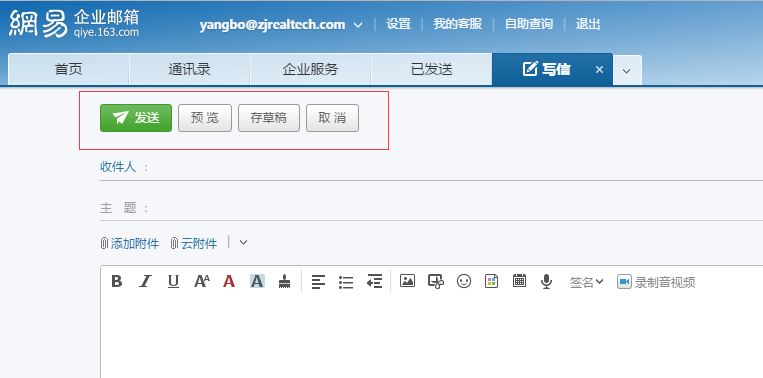 網易 企业邮箱
qiye.163.com
yangbo@zjrealtech.com | 设置 | 我的客服 | 自助查询 | 退出
首页 通讯录 企业服务 已发送 写信 ×
发送 预览 存草稿 取消
收件人：
主 题：
添加附件 云附件 |
B I U AA A A 签名 录制音视频